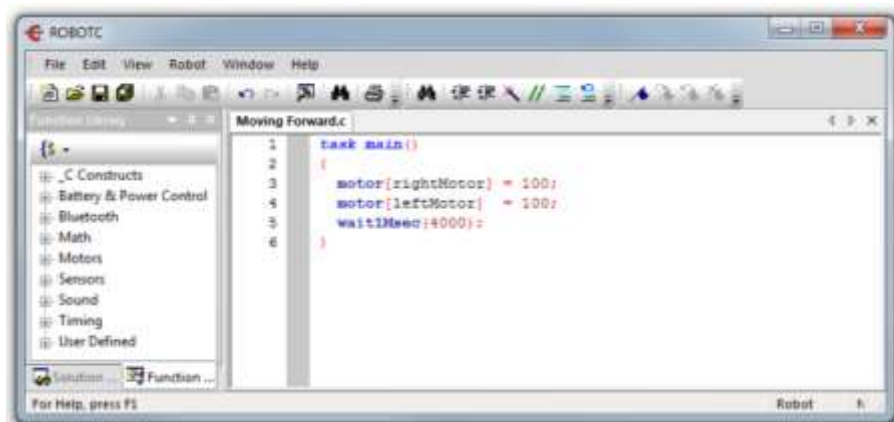 ROBOTC
File Edit View Robot Window Help
Function Library
Moving Forward.c
_C Constructs
Battery & Power Control
Bluetooth
Math
Motors
Sensors
Sound
Timing
User Defined
Solution ... Function ...
1 task main()
2 {
3 motor[rightMotor] = 100;
4 motor[leftMotor] = 100;
5 wait1Msec(4000);
6 }
For Help, press F1 Robot